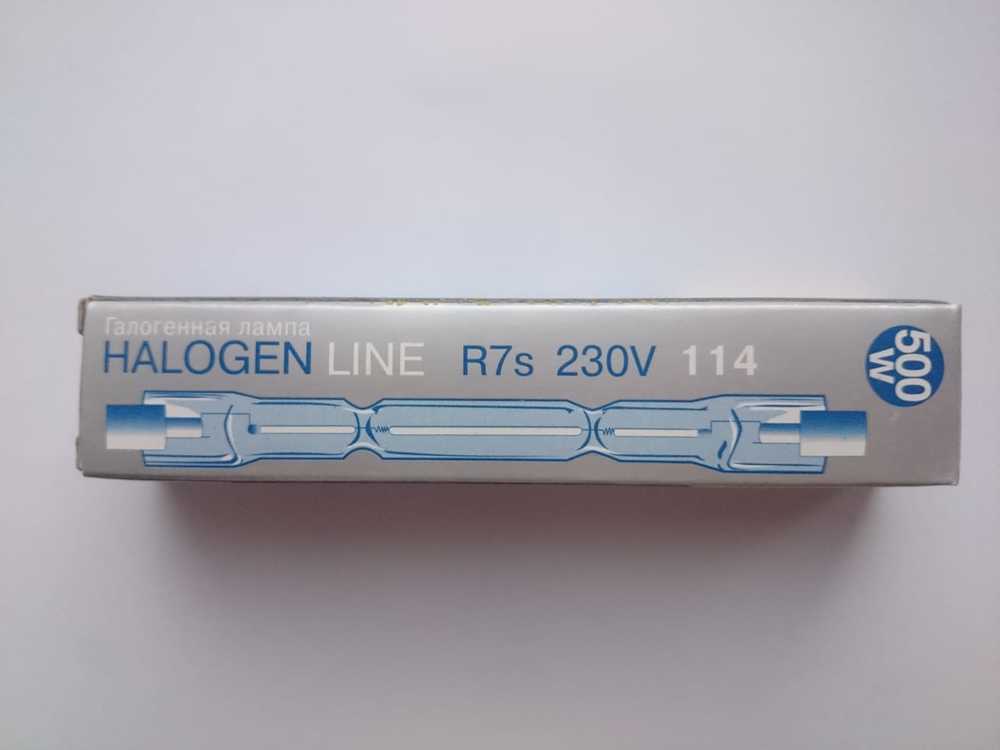 Галогенная лампа
HALOGEN LINE R7s 230V 114
500
W